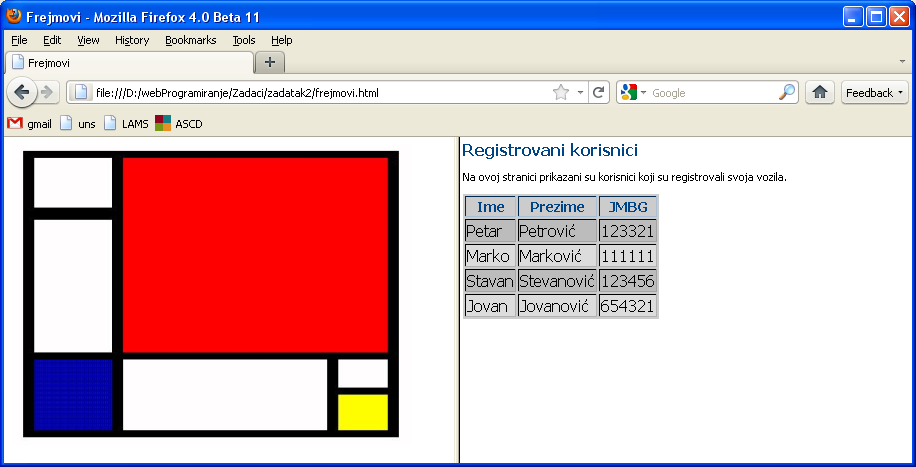 Frejmovi - Mozilla Firefox 4.0 Beta 11
File Edit View History Bookmarks Tools Help
Frejmovi
file:///D:/webProgramiranje/Zadaci/zadatak2/frejmovi.html Google Feedback
gmail uns LAMS ASCD
Registrovani korisnici
Na ovoj stranici prikazani su korisnici koji su registrovali svoja vozila.
Ime Prezime JMBG
Petar Petrović 123321
Marko Marković 111111
Stavan Stevanović 123456
Jovan Jovanović 654321